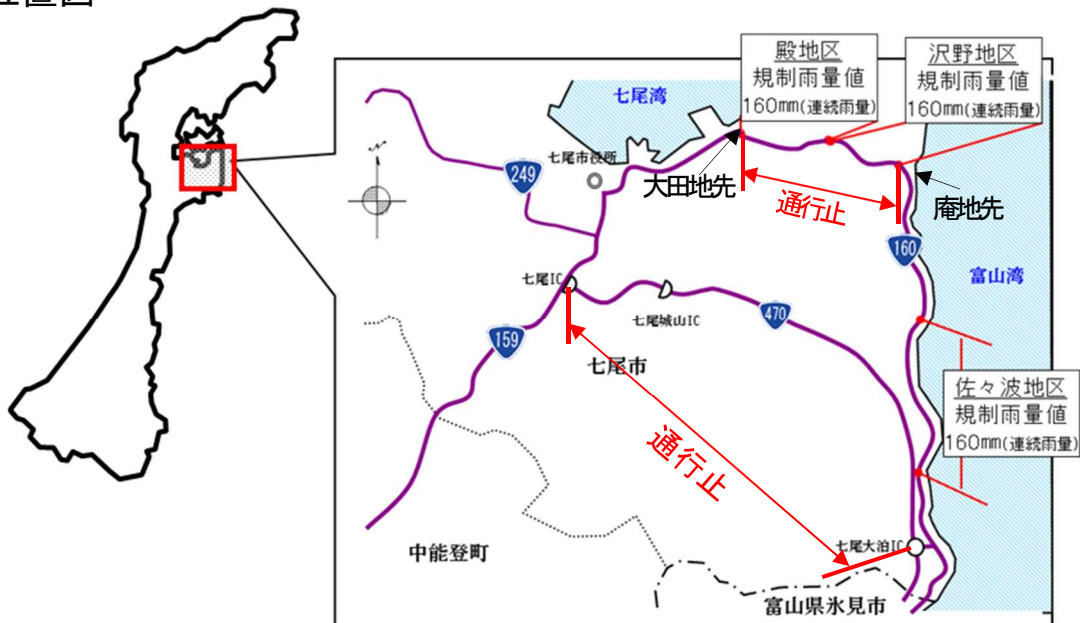 位置図
殿地区
規制雨量値
160mm(連続雨量)
沢野地区
規制雨量値
160mm(連続雨量)
七尾湾
七尾市役所
249
大田地先
通行止
庵地先
160
富山湾
七尾IC
七尾城山IC
470
159
七尾市
佐々波地区
規制雨量値
160mm(連続雨量)
通行止
七尾大泊IC
中能登町
富山県氷見市